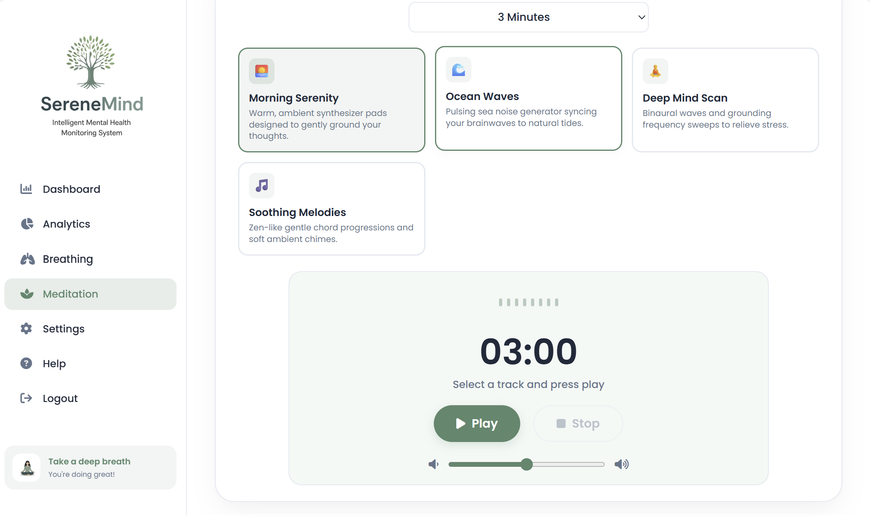 SereneMind
Intelligent Mental Health
Monitoring System
Dashboard
Analytics
Breathing
Meditation
Settings
Help
Logout
Take a deep breath
You're doing great!
3 Minutes
Morning Serenity
Warm, ambient synthesizer pads
designed to gently ground your
thoughts.
Ocean Waves
Pulsing sea noise generator syncing
your brainwaves to natural tides.
Deep Mind Scan
Binaural waves and grounding
frequency sweeps to relieve stress.
Soothing Melodies
Zen-like gentle chord progressions and
soft ambient chimes.
03:00
Select a track and press play
Play
Stop